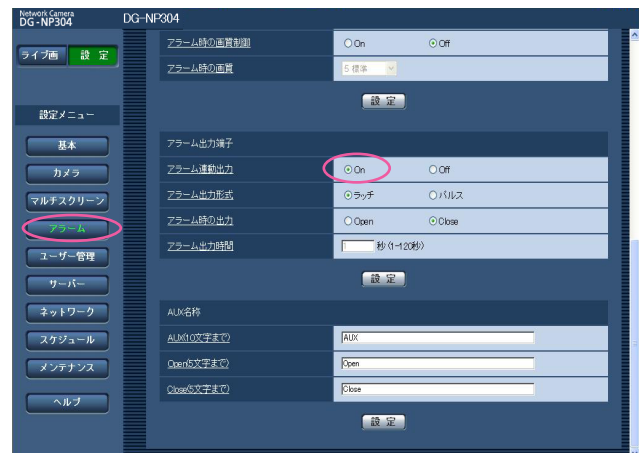 Network Camera
DG-NP304
DG-NP304
ライブ画 設 定
設定メニュー
基本
カメラ
マルチスクリーン
アラーム
ユーザー管理
サーバー
ネットワーク
スケジュール
メンテナンス
ヘルプ
アラーム時の画質制御 On Off
アラーム時の画質 5 標準
設 定
アラーム出力端子
アラーム連動出力 On Off
アラーム出力形式 ラッチ パルス
アラーム時の出力 Open Close
アラーム出力時間 1 秒 (1-120秒)
設 定
AUX名称
AUX(10文字まで) AUX
Open(5文字まで) Open
Close(5文字まで) Close
設 定